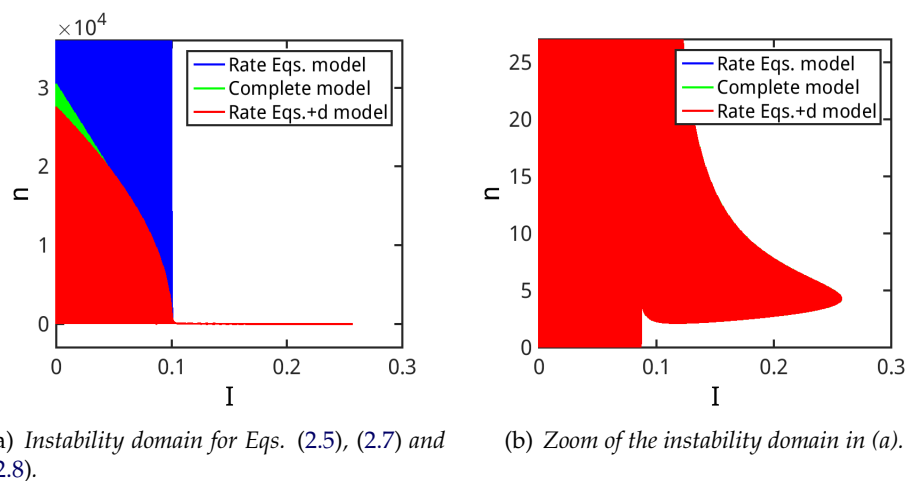 ×10⁴
3
2
1
0
n
0
0.1
0.2
0.3
I
Rate Eqs. model
Complete model
Rate Eqs.+d model
a) Instability domain for Eqs. (2.5), (2.7) and
2.8).
25
20
15
10
5
0
n
0
0.1
0.2
0.3
I
Rate Eqs. model
Complete model
Rate Eqs.+d model
(b) Zoom of the instability domain in (a).